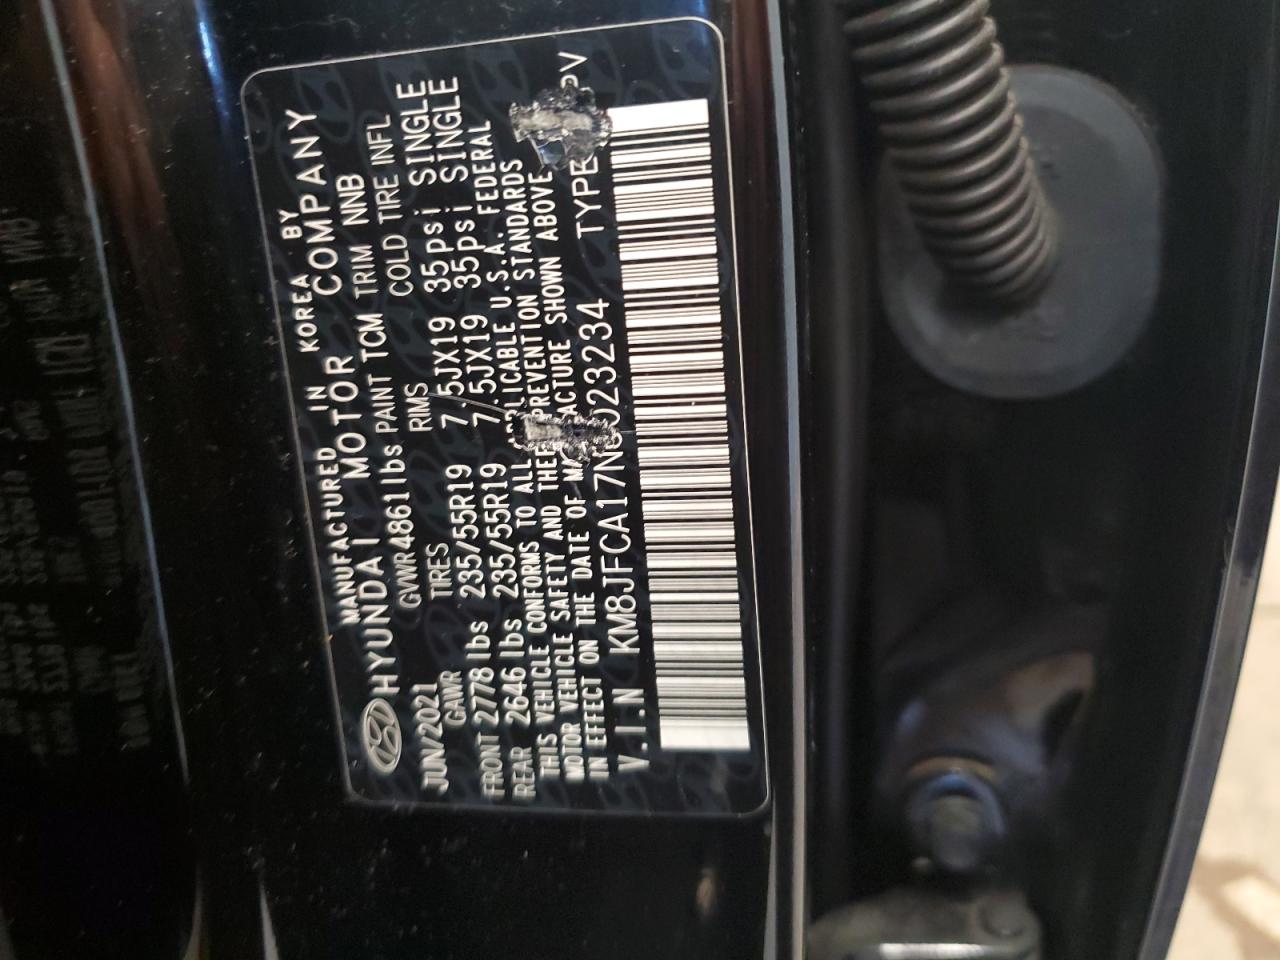 MANUFACTURED IN KOREA BY
HYUNDAI MOTOR COMPANY
GVWR 4861lbs PAINT TCM TRIM NNB
JUN/2021
GAWR TIRES RIMS COLD TIRE INFL
FRONT 2778 lbs 235/55R19 7.5JX19 35psi SINGLE
REAR 2646 lbs 235/55R19 7.5JX19 35psi SINGLE
THIS VEHICLE CONFORMS TO ALL APPLICABLE U.S.A. FEDERAL
MOTOR VEHICLE SAFETY AND THEFT PREVENTION STANDARDS
IN EFFECT ON THE DATE OF MANUFACTURE SHOWN ABOVE
V.I.N KM8JFCA17N 023234 TYPE